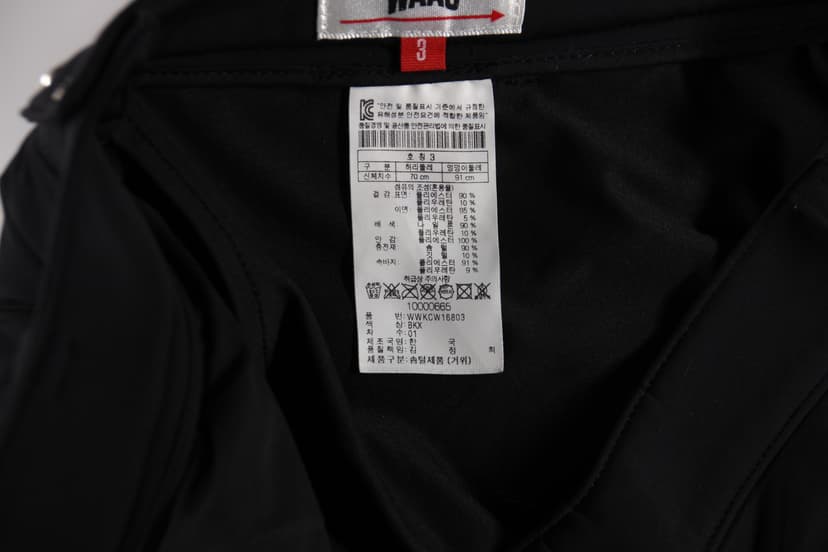 WAAC
3
"안전 및 품질표시 기준에서 규정한
유해성분 안전요건에 적합한 제품임"
품질경영 및 공산품 안전관리법에 의한 품질표시
호 칭 3
구 분 허리둘레 엉덩이둘레
신체치수 70 cm 91 cm
섬유의 조성(혼용율)
겉 감 표면: 폴리에스터 90 %
폴리우레탄 10 %
이면: 폴리에스터 95 %
폴리우레탄 5 %
배 색: 나 일 론 90 %
폴리우레탄 10 %
안 감: 폴리에스터 100 %
충전재: 솜 털 90 %
깃 털 10 %
속바지: 폴리에스터 91 %
폴리우레탄 9 %
취급상 주의사항
10000665
품 번: WWKCW16803
색 상: BKX
차 수: 01
제 조 국 명: 한 국
품질책임명: 김 정 희
제품구분: 솜털제품 (거위)